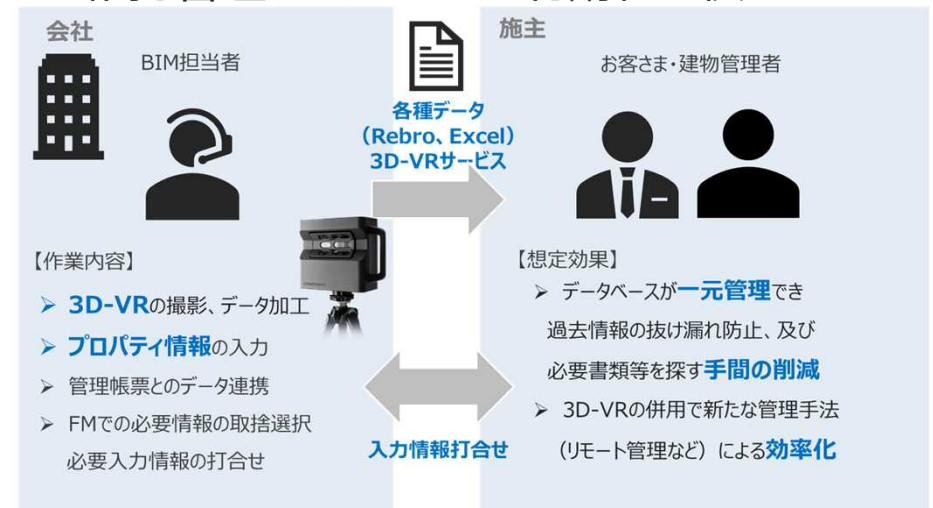 会社
BIM担当者
各種データ
（Rebro、Excel）
3D-VRサービス
施主
お客さま・建物管理者
【作業内容】
➢ 3D-VRの撮影、データ加工
➢ プロパティ情報の入力
➢ 管理帳票とのデータ連携
➢ FMでの必要情報の取捨選択
必要入力情報の打合せ
入力情報打合せ
【想定効果】
➢ データベースが一元管理でき
過去情報の抜け漏れ防止、及び
必要書類等を探す手間の削減
➢ 3D-VRの併用で新たな管理手法
（リモート管理など）による効率化